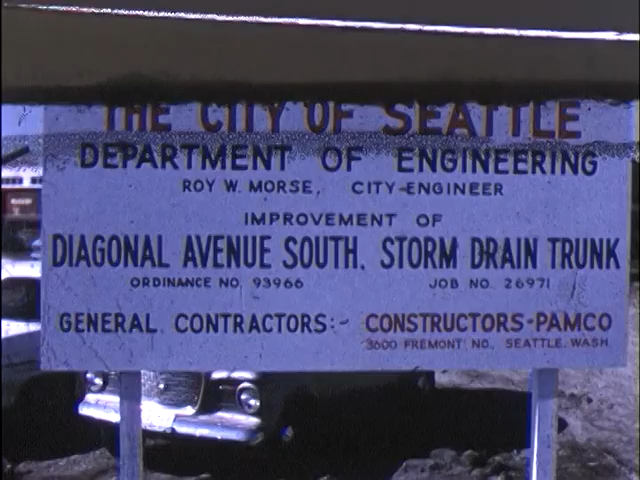 THE CITY OF SEATTLE
DEPARTMENT OF ENGINEERING
ROY W. MORSE, CITY ENGINEER
IMPROVEMENT OF
DIAGONAL AVENUE SOUTH. STORM DRAIN TRUNK
ORDINANCE NO. 93966 JOB NO. 26971
GENERAL CONTRACTORS:- CONSTRUCTORS-PAMCO
3600 FREMONT NO., SEATTLE, WASH.